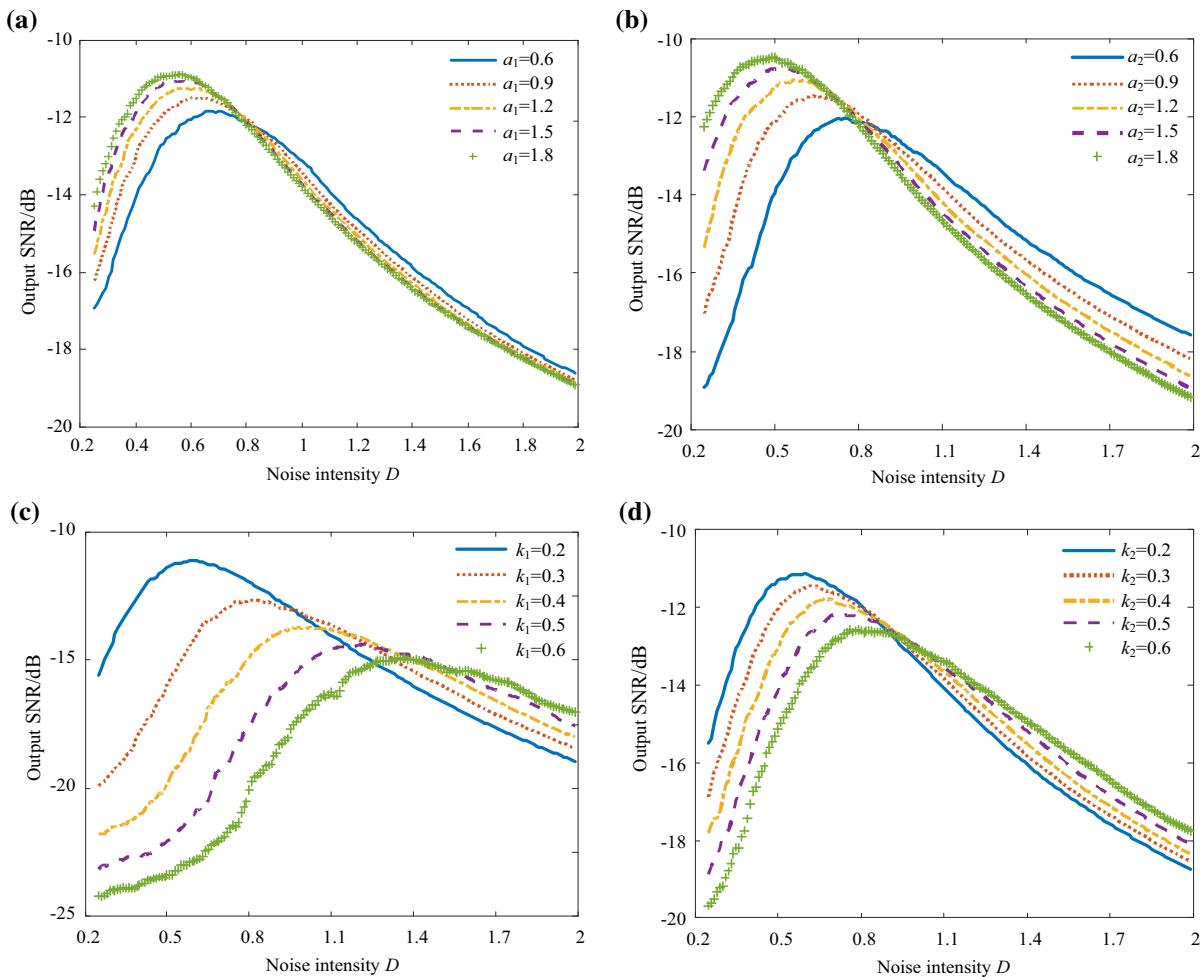 (a)
-10
-12
-14
-16
-18
-20
Output SNR/dB
0.2 0.4 0.6 0.8 1 1.2 1.4 1.6 1.8 2
Noise intensity D
a1=0.6
a1=0.9
a1=1.2
a1=1.5
a1=1.8
(b)
-10
-12
-14
-16
-18
-20
Output SNR/dB
0.2 0.5 0.8 1.1 1.4 1.7 2
Noise intensity D
a2=0.6
a2=0.9
a2=1.2
a2=1.5
a2=1.8
(c)
-10
-15
-20
-25
Output SNR/dB
0.2 0.5 0.8 1.1 1.4 1.7 2
Noise intensity D
k1=0.2
k1=0.3
k1=0.4
k1=0.5
k1=0.6
(d)
-10
-12
-14
-16
-18
-20
Output SNR/dB
0.2 0.5 0.8 1.1 1.4 1.7 2
Noise intensity D
k2=0.2
k2=0.3
k2=0.4
k2=0.5
k2=0.6